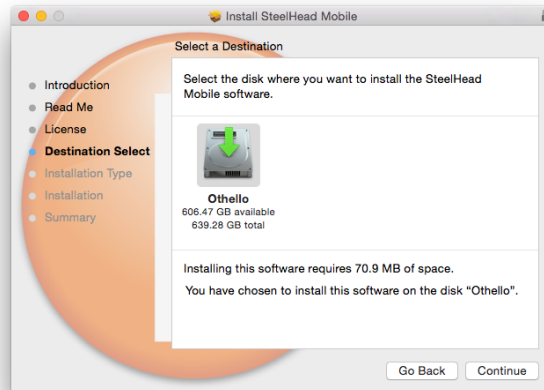 Install SteelHead Mobile
Select a Destination
Introduction
Read Me
License
Destination Select
Installation Type
Installation
Summary
Select the disk where you want to install the SteelHead
Mobile software.
Othello
606.47 GB available
639.28 GB total
Installing this software requires 70.9 MB of space.
You have chosen to install this software on the disk “Othello”.
Go Back
Continue